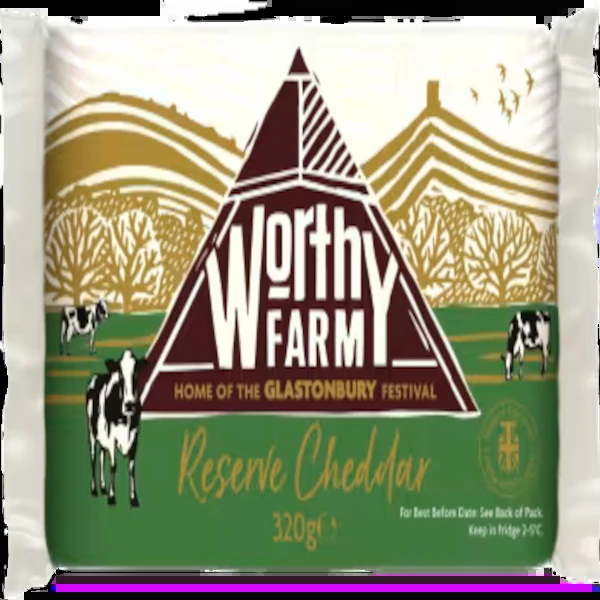 Worthy
FARM
HOME OF THE GLASTONBURY FESTIVAL
Reserve Cheddar
320g
For Best Before Date: See Back of Pack.
Keep in fridge 2-5°C.